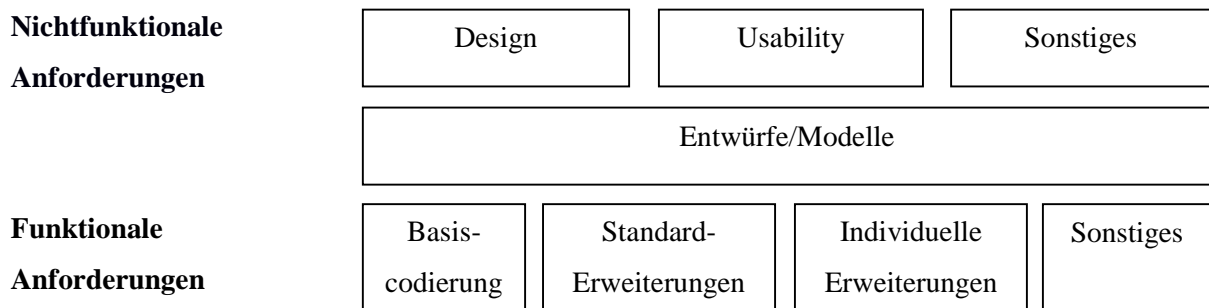 Nichtfunktionale
Anforderungen
Design
Usability
Sonstiges
Entwürfe/Modelle
Funktionale
Anforderungen
Basis-
codierung
Standard-
Erweiterungen
Individuelle
Erweiterungen
Sonstiges